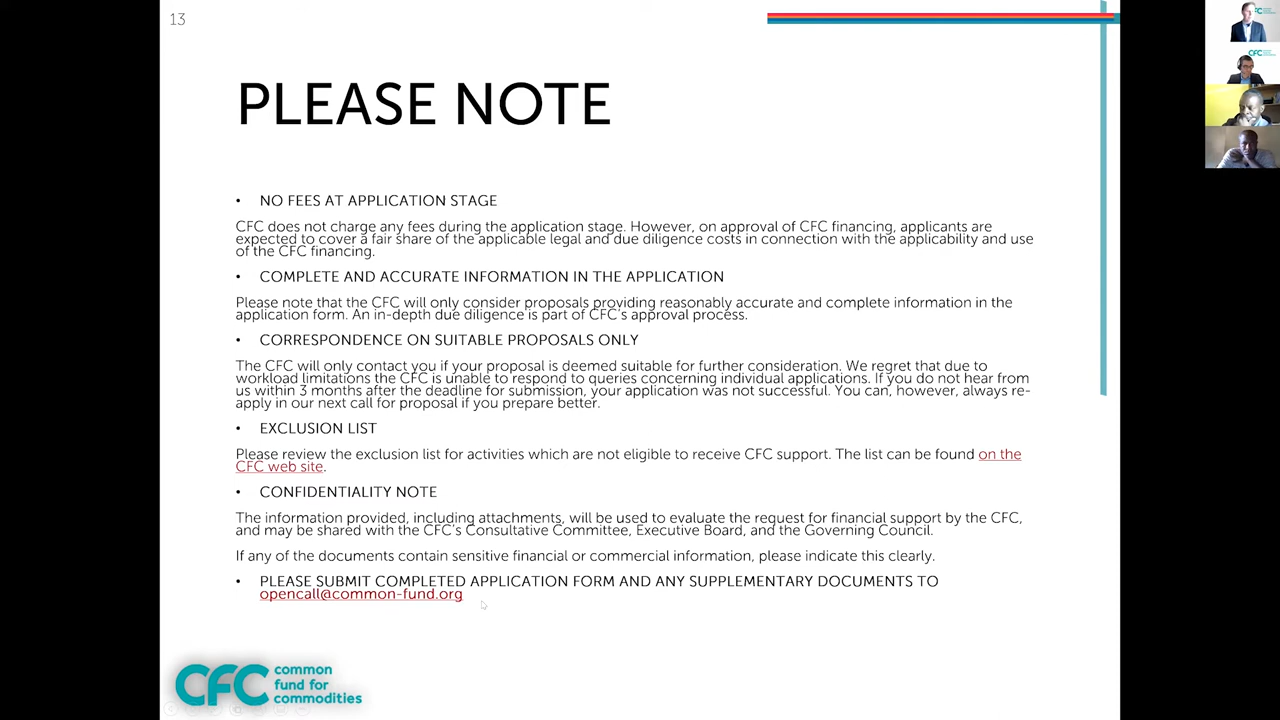 13
PLEASE NOTE
• NO FEES AT APPLICATION STAGE
CFC does not charge any fees during the application stage. However, on approval of CFC financing, applicants are
expected to cover a fair share of the applicable legal and due diligence costs in connection with the applicability and use
of the CFC financing.
• COMPLETE AND ACCURATE INFORMATION IN THE APPLICATION
Please note that the CFC will only consider proposals providing reasonably accurate and complete information in the
application form. An in-depth due diligence is part of CFC's approval process.
• CORRESPONDENCE ON SUITABLE PROPOSALS ONLY
The CFC will only contact you if your proposal is deemed suitable for further consideration. We regret that due to
workload limitations the CFC is unable to respond to queries concerning individual applications. If you do not hear from
us within 3 months after the deadline for submission, your application was not successful. You can, however, always re-
apply in our next call for proposal if you prepare better.
• EXCLUSION LIST
Please review the exclusion list for activities which are not eligible to receive CFC support. The list can be found on the
CFC web site.
• CONFIDENTIALITY NOTE
The information provided, including attachments, will be used to evaluate the request for financial support by the CFC,
and may be shared with the CFC's Consultative Committee, Executive Board, and the Governing Council.
If any of the documents contain sensitive financial or commercial information, please indicate this clearly.
• PLEASE SUBMIT COMPLETED APPLICATION FORM AND ANY SUPPLEMENTARY DOCUMENTS TO
opencall@common-fund.org
CFC common
fund for
commodities
CFC